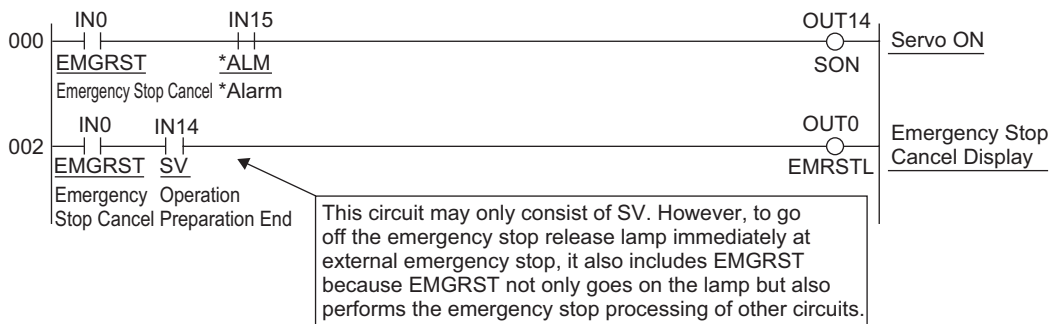 IN0 IN15 OUT14
000 Servo ON
EMGRST *ALM SON
Emergency Stop Cancel *Alarm
IN0 IN14 OUT0
002 Emergency Stop
Cancel Display
EMGRST SV EMRSTL
Emergency Operation
Stop Cancel Preparation End
This circuit may only consist of SV. However, to go
off the emergency stop release lamp immediately at
external emergency stop, it also includes EMGRST
because EMGRST not only goes on the lamp but also
performs the emergency stop processing of other circuits.